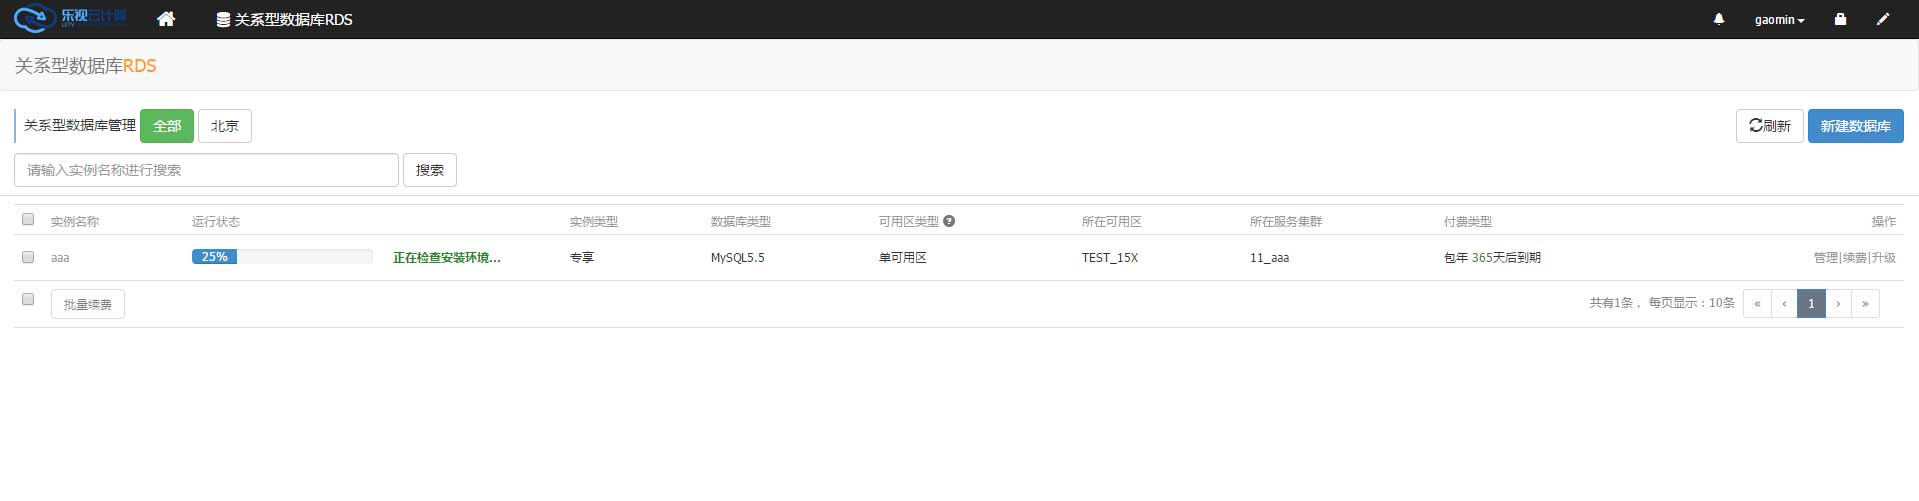 乐视云计算 关系型数据库RDS gaomin
LETV
关系型数据库RDS
关系型数据库管理 全部 北京 刷新 新建数据库
请输入实例名称进行搜索 搜索
实例名称 运行状态 实例类型 数据库类型 可用区类型 ? 所在可用区 所在服务集群 付费类型 操作
aaa 25% 正在检查安装环境... 专享 MySQL5.5 单可用区 TEST_15X 11_aaa 包年 365天后到期 管理|续费|升级
批量续费 共有1条， 每页显示：10条 « ‹ 1 › »